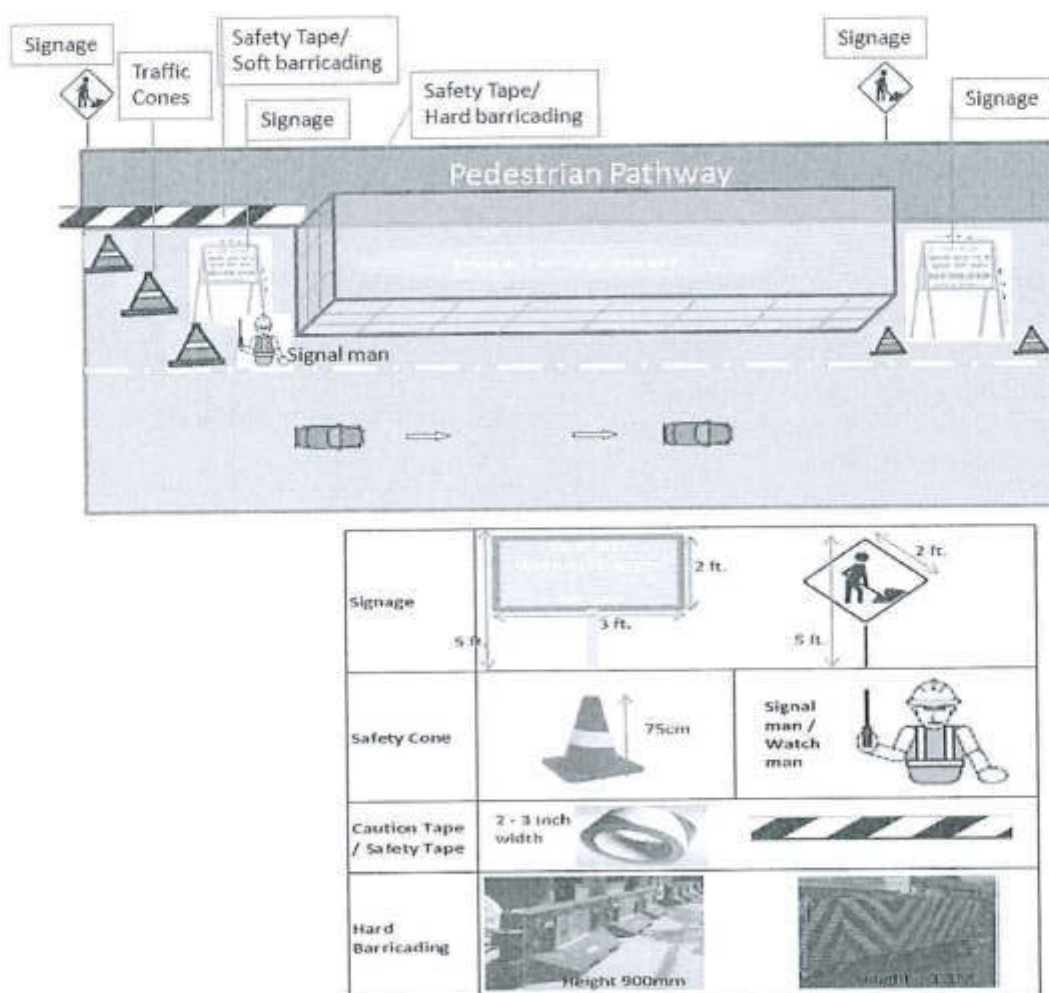 Signage
Safety Tape/
Soft barricading
Signage
Traffic
Cones
Signage
Safety Tape/
Hard barricading
Signage
Pedestrian Pathway
Signal man
Signage
2 ft.
3 ft.
5 ft.
2 ft.
5 ft.
Safety Cone
75cm
Signal
man /
Watch
man
Caution Tape
/ Safety Tape
2 - 3 Inch
width
Hard
Barricading
Height 900mm